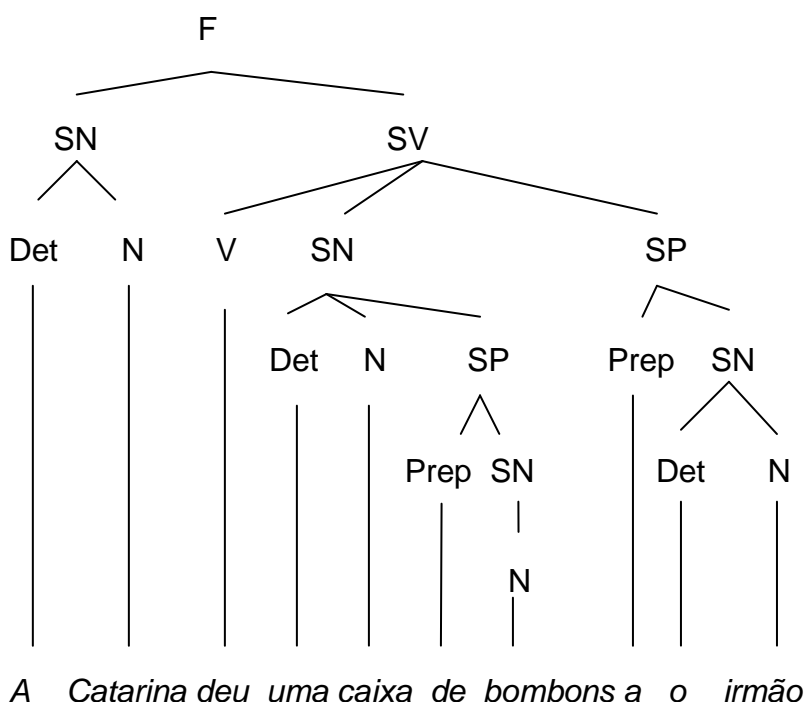 F
SN SV
Det N V SN SP
Det N SP Prep SN
Prep SN Det N
N
A Catarina deu uma caixa de bombons a o irmão